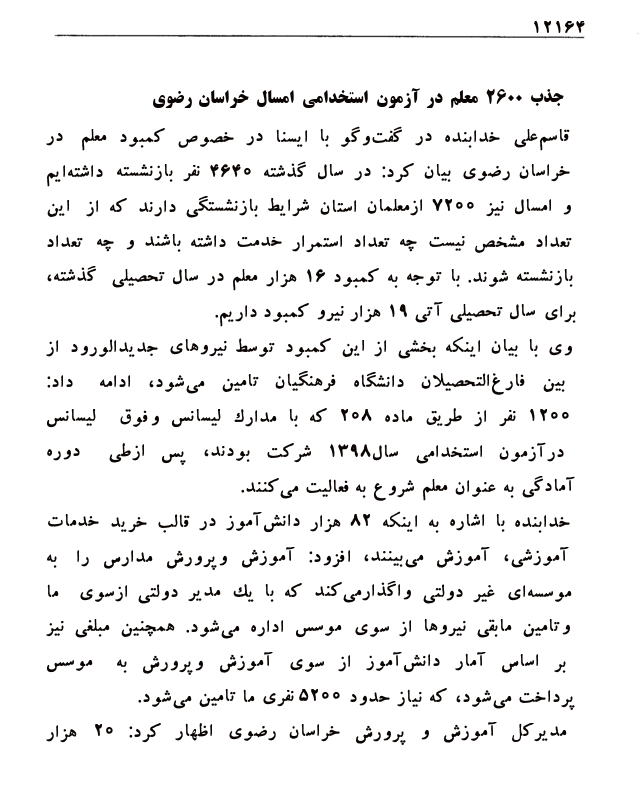 ۱۲۱۶۴
جذب ۲۶۰۰ معلم در آزمون استخدامی امسال خراسان رضوی
قاسم‌علی خدابنده در گفت‌وگو با ایسنا در خصوص کمبود معلم در
خراسان رضوی بیان کرد: در سال گذشته ۴۶۴۰ نفر بازنشسته داشته‌ایم
و امسال نیز ۷۲۰۰ ازمعلمان استان شرایط بازنشستگی دارند که از این
تعداد مشخص نیست چه تعداد استمرار خدمت داشته باشند و چه تعداد
بازنشسته شوند. با توجه به کمبود ۱۶ هزار معلم در سال تحصیلی گذشته،
برای سال تحصیلی آتی ۱۹ هزار نیرو کمبود داریم.
وی با بیان اینکه بخشی از این کمبود توسط نیروهای جدیدالورود از
بین فارغ‌التحصیلان دانشگاه فرهنگیان تامین می‌شود، ادامه داد:
۱۲۰۰ نفر از طریق ماده ۲۰۸ که با مدارك لیسانس وفوق لیسانس
درآزمون استخدامی سال۱۳۹۸ شرکت بودند، پس ازطی دوره
آمادگی به عنوان معلم شروع به فعالیت می‌کنند.
خدابنده با اشاره به اینکه ۸۲ هزار دانش‌آموز در قالب خرید خدمات
آموزشی، آموزش می‌بینند، افزود: آموزش وپرورش مدارس را به
موسسه‌ای غیر دولتی واگذارمی‌کند که با یك مدیر دولتی ازسوی ما
وتامین مابقی نیروها از سوی موسس اداره می‌شود. همچنین مبلغی نیز
بر اساس آمار دانش‌آموز از سوی آموزش وپرورش به موسس
پرداخت می‌شود، که نیاز حدود ۵۲۰۰ نفری ما تامین می‌شود.
مدیرکل آموزش و پرورش خراسان رضوی اظهار کرد: ۲۰ هزار